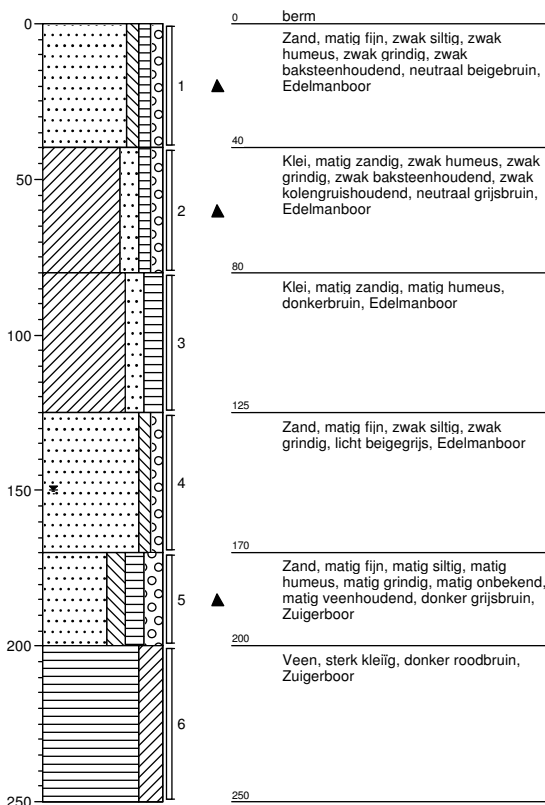 0
50
100
150
200
250
1
2
3
4
5
6
0 berm
Zand, matig fijn, zwak siltig, zwak
humeus, zwak grindig, zwak
baksteenhoudend, neutraal beigebruin,
Edelmanboor
40
Klei, matig zandig, zwak humeus, zwak
grindig, zwak baksteenhoudend, zwak
kolengruishoudend, neutraal grijsbruin,
Edelmanboor
80
Klei, matig zandig, matig humeus,
donkerbruin, Edelmanboor
125
Zand, matig fijn, zwak siltig, zwak
grindig, licht beigegrijs, Edelmanboor
170
Zand, matig fijn, matig siltig, matig
humeus, matig grindig, matig onbekend,
matig veenhoudend, donker grijsbruin,
Zuigerboor
200
Veen, sterk kleiïg, donker roodbruin,
Zuigerboor
250